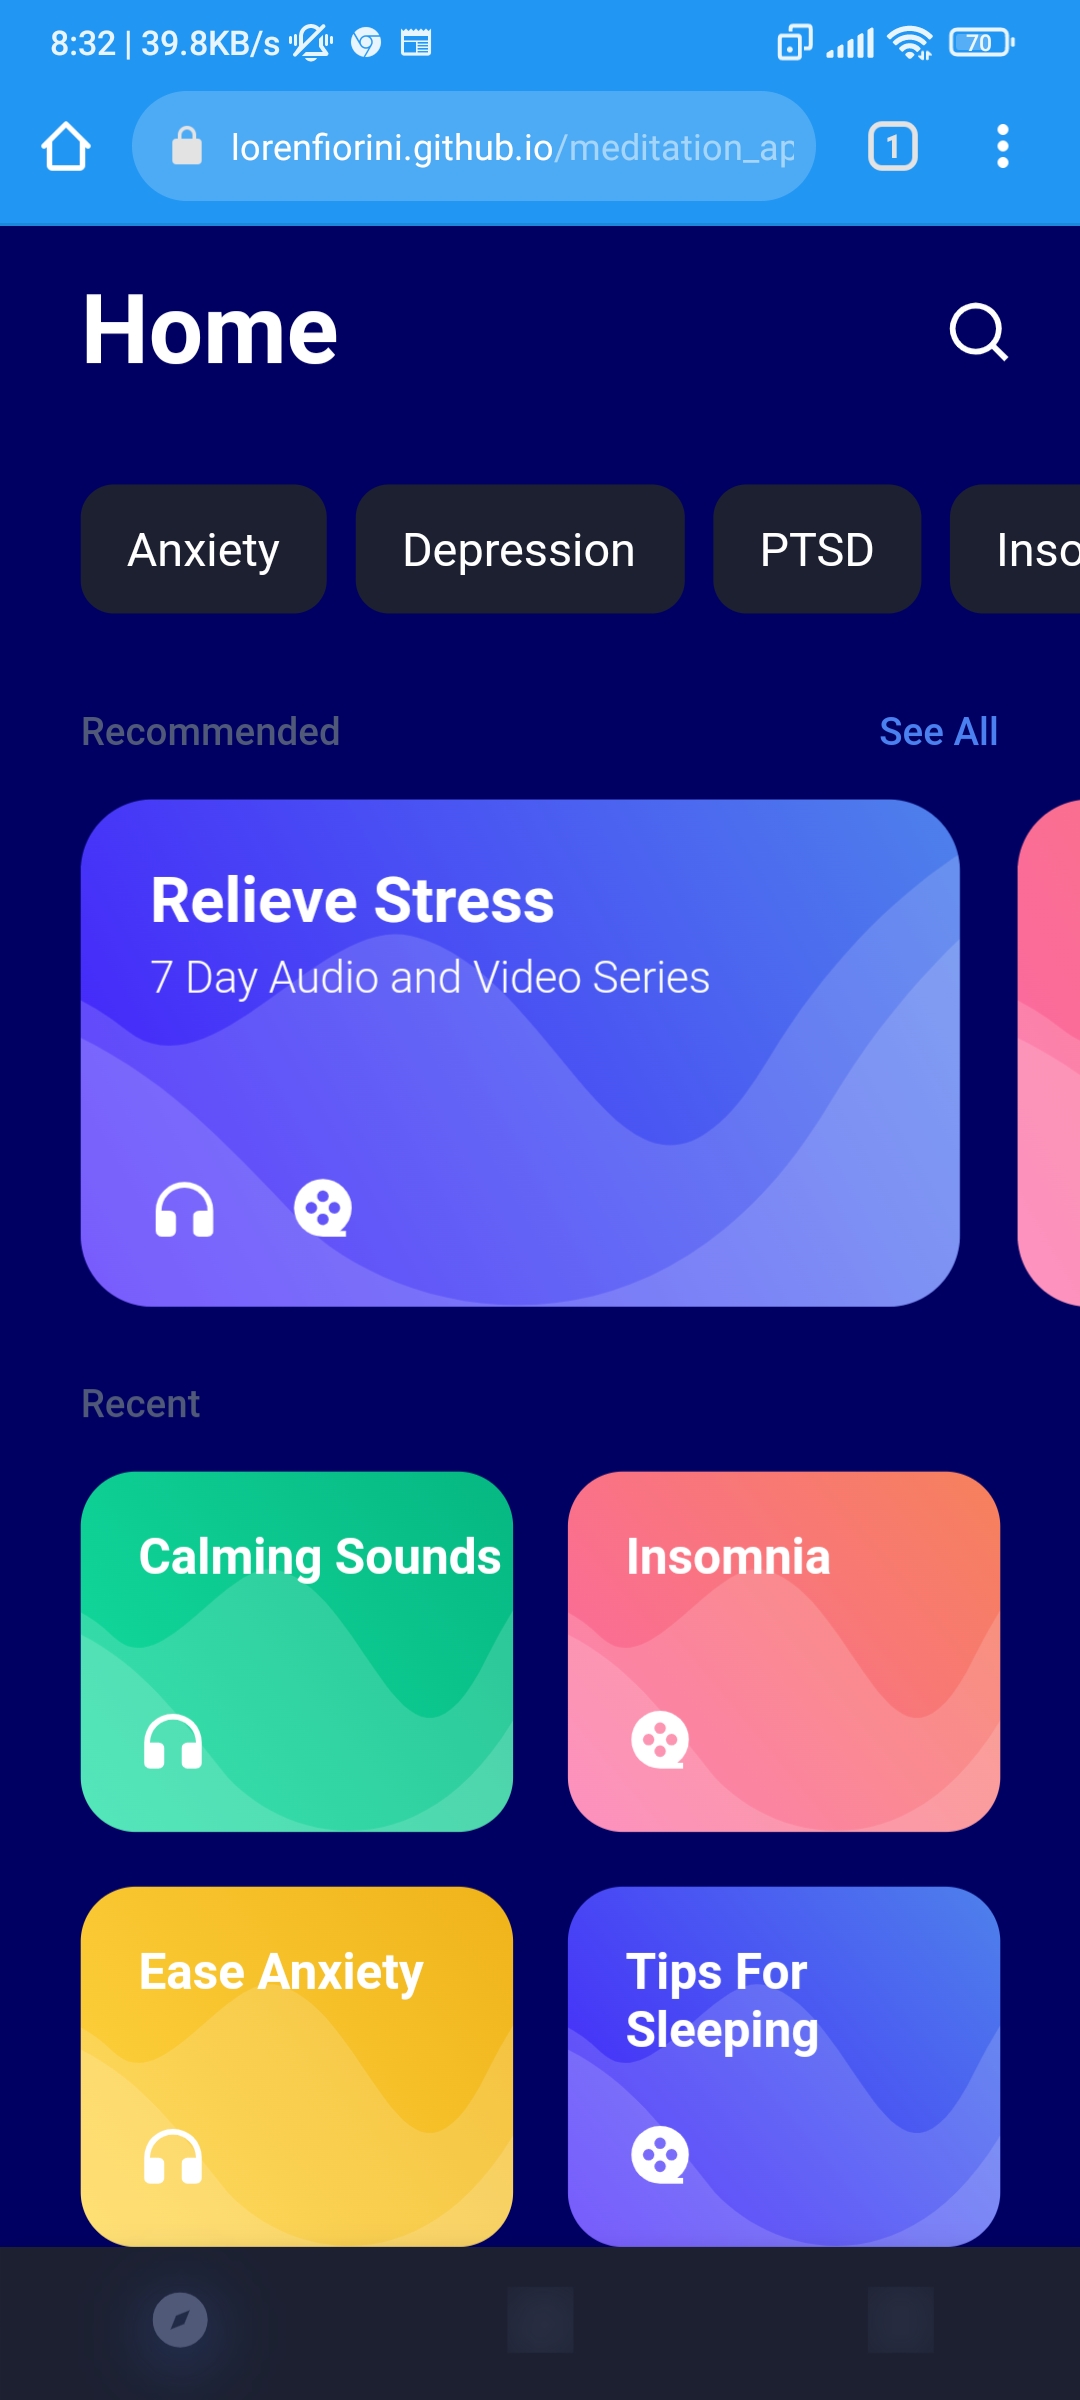 8:32 | 39.8KB/s
70
lorenfiorini.github.io/meditation_ap
1
Home
Anxiety
Depression
PTSD
Inso
Recommended
See All
Relieve Stress
7 Day Audio and Video Series
Recent
Calming Sounds
Insomnia
Ease Anxiety
Tips For
Sleeping